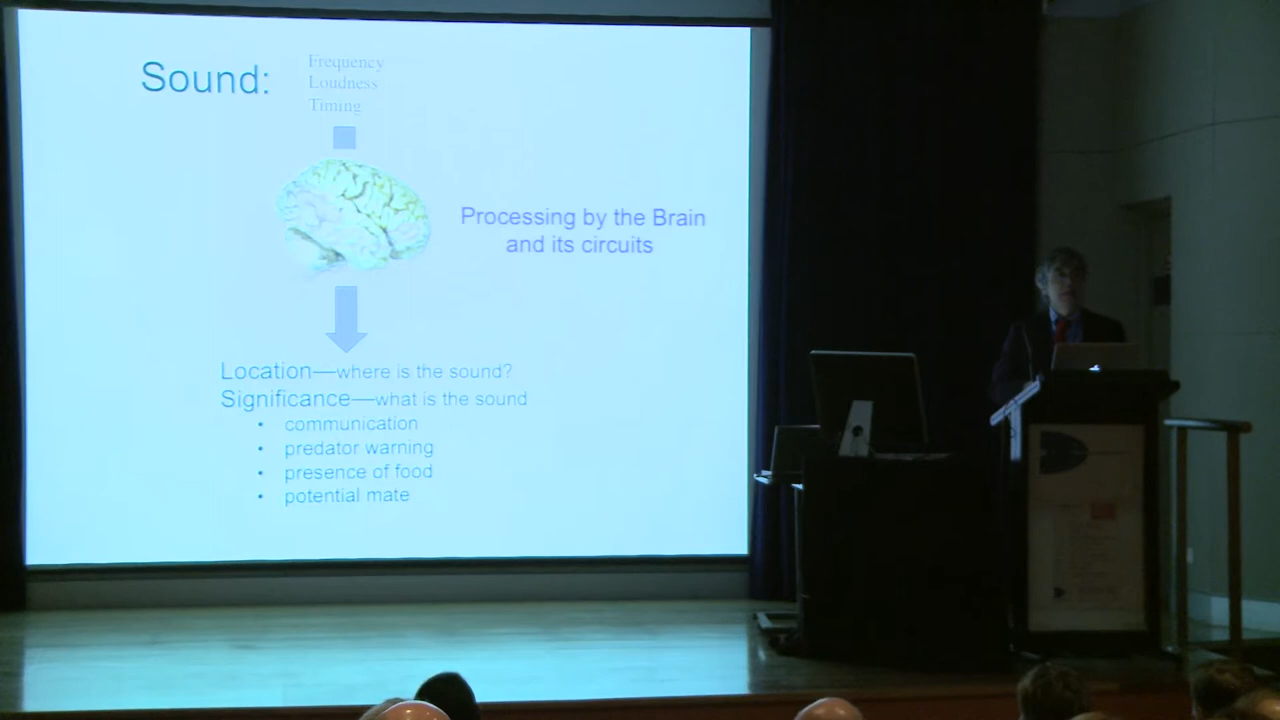 Sound:
Frequency
Loudness
Timing
Processing by the Brain
and its circuits
Location—where is the sound?
Significance—what is the sound
• communication
• predator warning
• presence of food
• potential mate